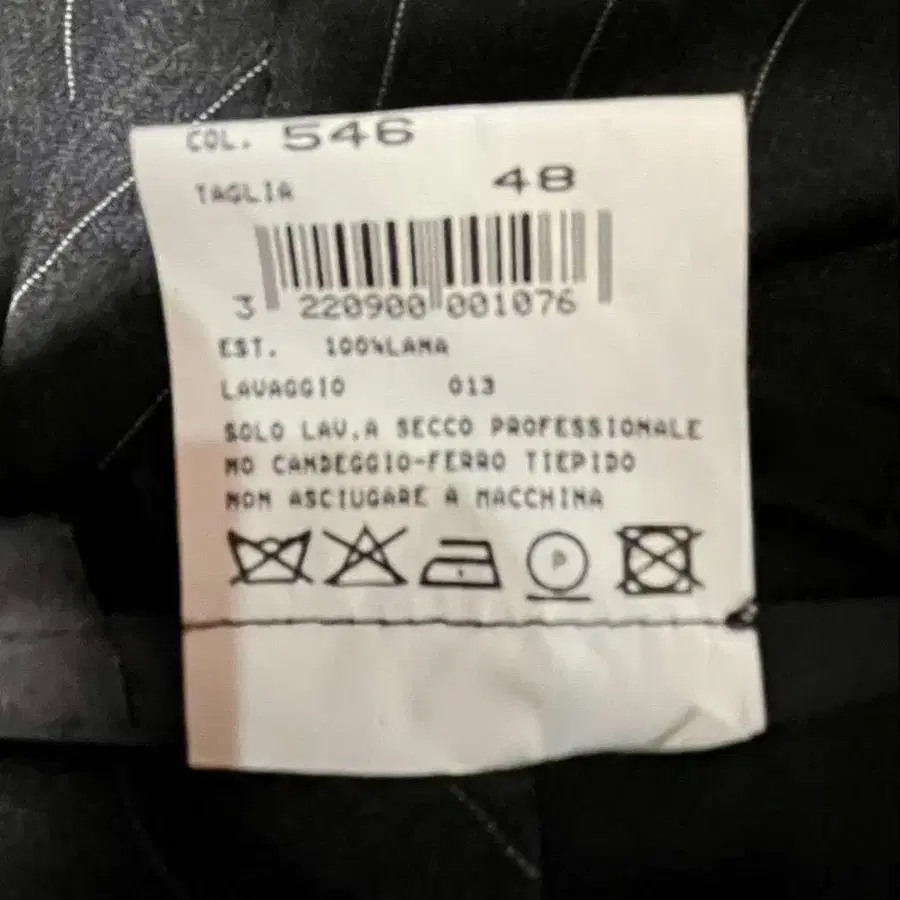 COL. 546
TAGLIA 48
3 220900 001076
EST. 100%LANA
LAVAGGIO 013
SOLO LAV.A SECCO PROFESSIONALE
NO CANDEGGIO-FERRO TIEPIDO
NON ASCIUGARE A MACCHINA
P